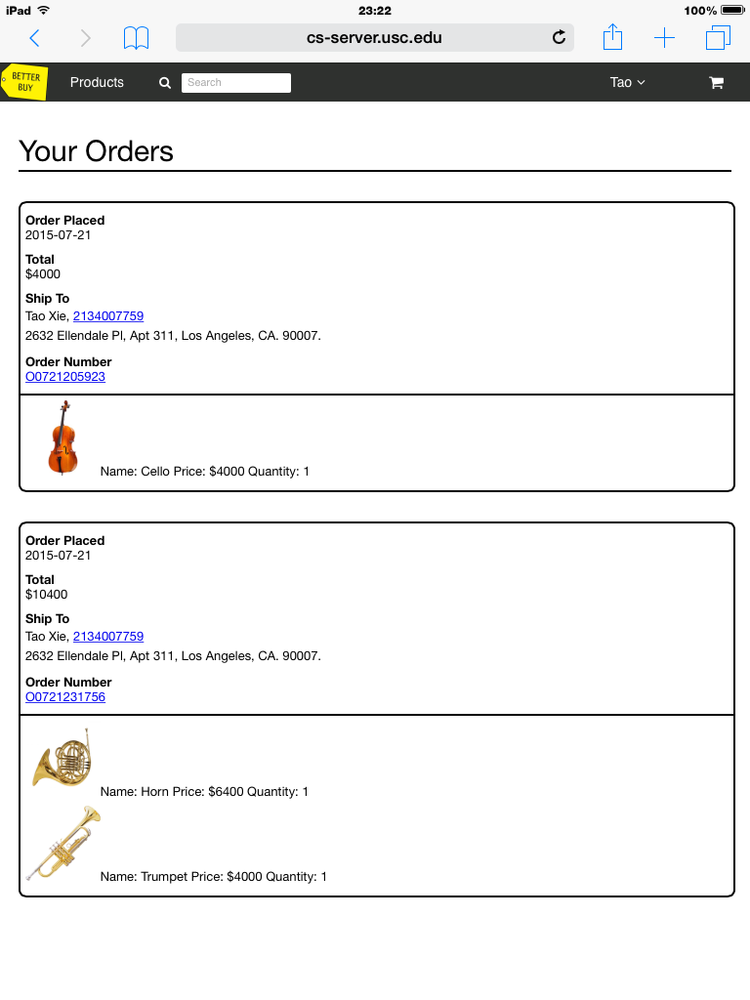 iPad 23:22 100%
cs-server.usc.edu
BETTER
BUY
Products Search Tao
Your Orders
Order Placed
2015-07-21
Total
$4000
Ship To
Tao Xie, 2134007759
2632 Ellendale Pl, Apt 311, Los Angeles, CA. 90007.
Order Number
O0721205923
Name: Cello Price: $4000 Quantity: 1
Order Placed
2015-07-21
Total
$10400
Ship To
Tao Xie, 2134007759
2632 Ellendale Pl, Apt 311, Los Angeles, CA. 90007.
Order Number
O0721231756
Name: Horn Price: $6400 Quantity: 1
Name: Trumpet Price: $4000 Quantity: 1